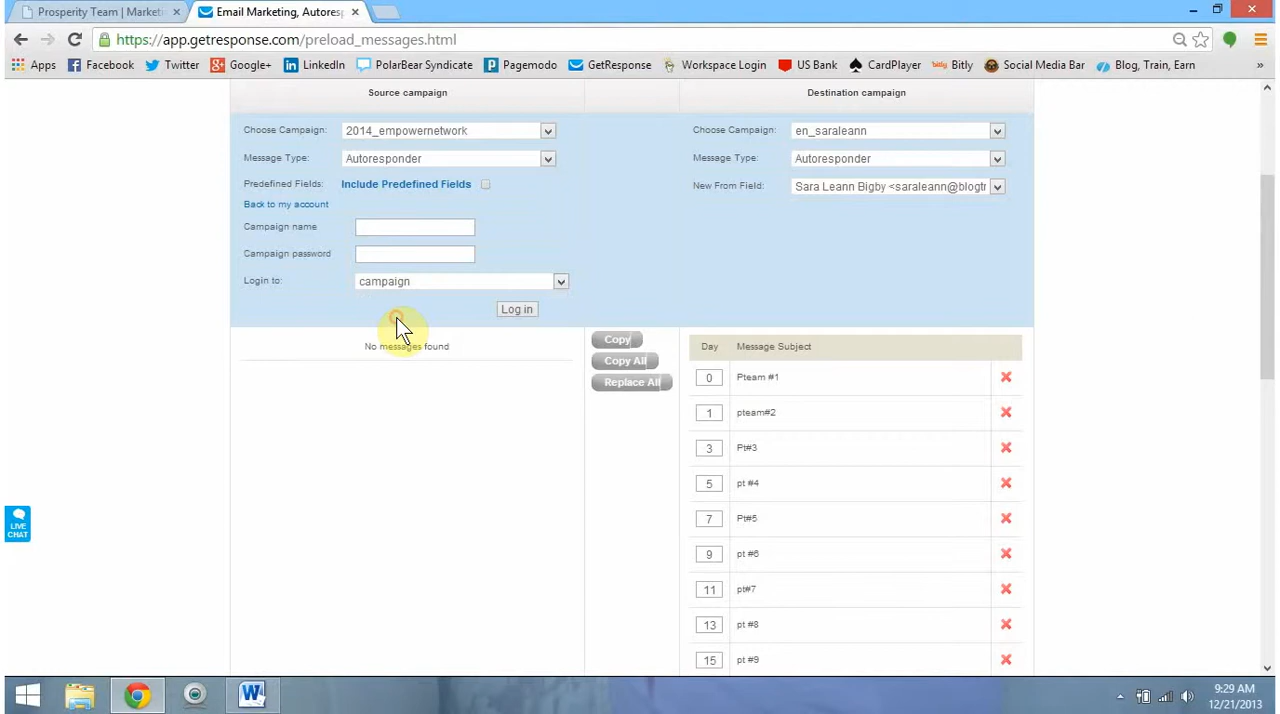 Prosperity Team | Marketi
Email Marketing, Autoresp
https://app.getresponse.com/preload_messages.html
Apps Facebook Twitter Google+ LinkedIn PolarBear Syndicate Pagemodo GetResponse Workspace Login US Bank CardPlayer Bitly Social Media Bar Blog, Train, Earn »
Source campaign
Destination campaign
Choose Campaign: 2014_empowernetwork
Choose Campaign: en_saraleann
Message Type: Autoresponder
Message Type: Autoresponder
Predefined Fields: Include Predefined Fields
New From Field: Sara Leann Bigby <saraleann@blogtr
Back to my account
Campaign name
Campaign password
Login to: campaign
Log in
No messages found
Copy
Copy All
Replace All
Day Message Subject
0 Pteam #1
1 pteam#2
3 Pt#3
5 pt #4
7 Pt#5
9 pt #6
11 pt#7
13 pt #8
15 pt #9
LIVE
CHAT
9:29 AM
12/21/2013